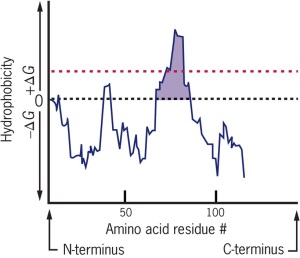 Hydrophobicity
+ΔG
0
−ΔG
50
100
Amino acid residue #
N-terminus
C-terminus